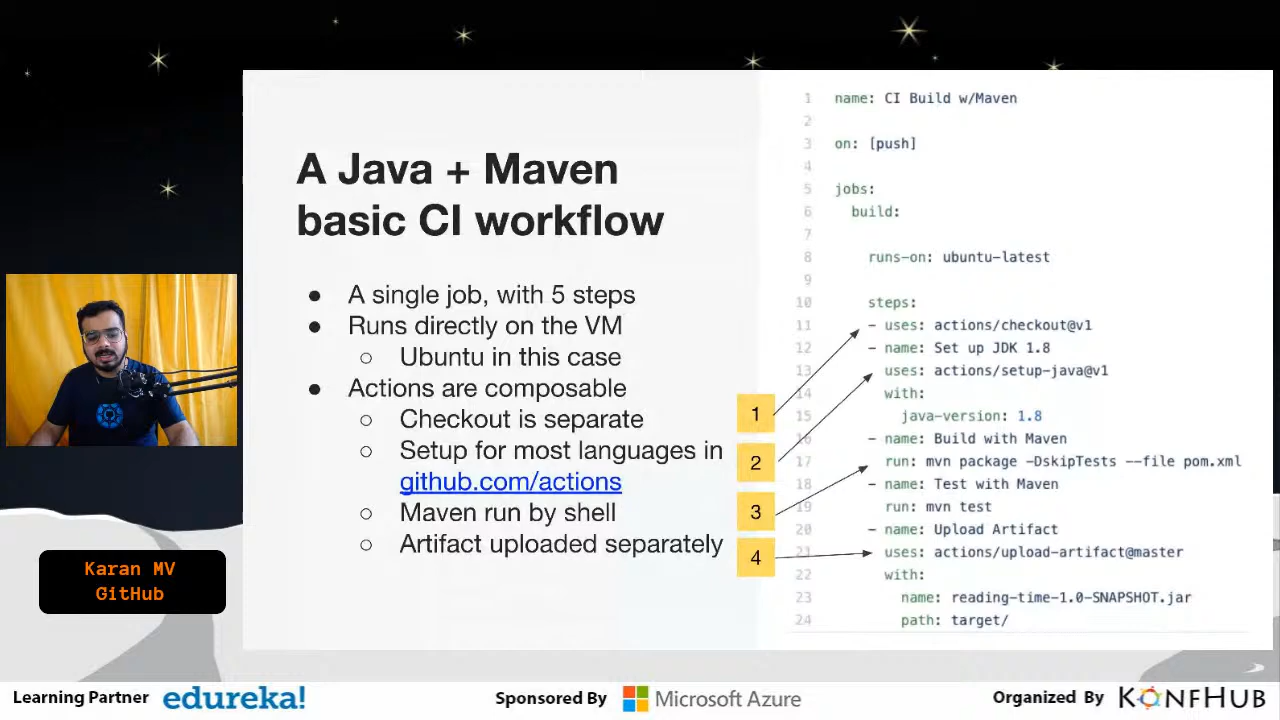 A Java + Maven
basic CI workflow
● A single job, with 5 steps
● Runs directly on the VM
○ Ubuntu in this case
● Actions are composable
○ Checkout is separate
○ Setup for most languages in
github.com/actions
○ Maven run by shell
○ Artifact uploaded separately
1
2
3
4
1 name: CI Build w/Maven
2
3 on: [push]
4
5 jobs:
6 build:
7
8 runs-on: ubuntu-latest
9
10 steps:
11 - uses: actions/checkout@v1
12 - name: Set up JDK 1.8
13 uses: actions/setup-java@v1
14 with:
15 java-version: 1.8
16 - name: Build with Maven
17 run: mvn package -DskipTests --file pom.xml
18 - name: Test with Maven
19 run: mvn test
20 - name: Upload Artifact
21 uses: actions/upload-artifact@master
22 with:
23 name: reading-time-1.0-SNAPSHOT.jar
24 path: target/
Karan MV
GitHub
Learning Partner edureka!
Sponsored By Microsoft Azure
Organized By KONFHUB